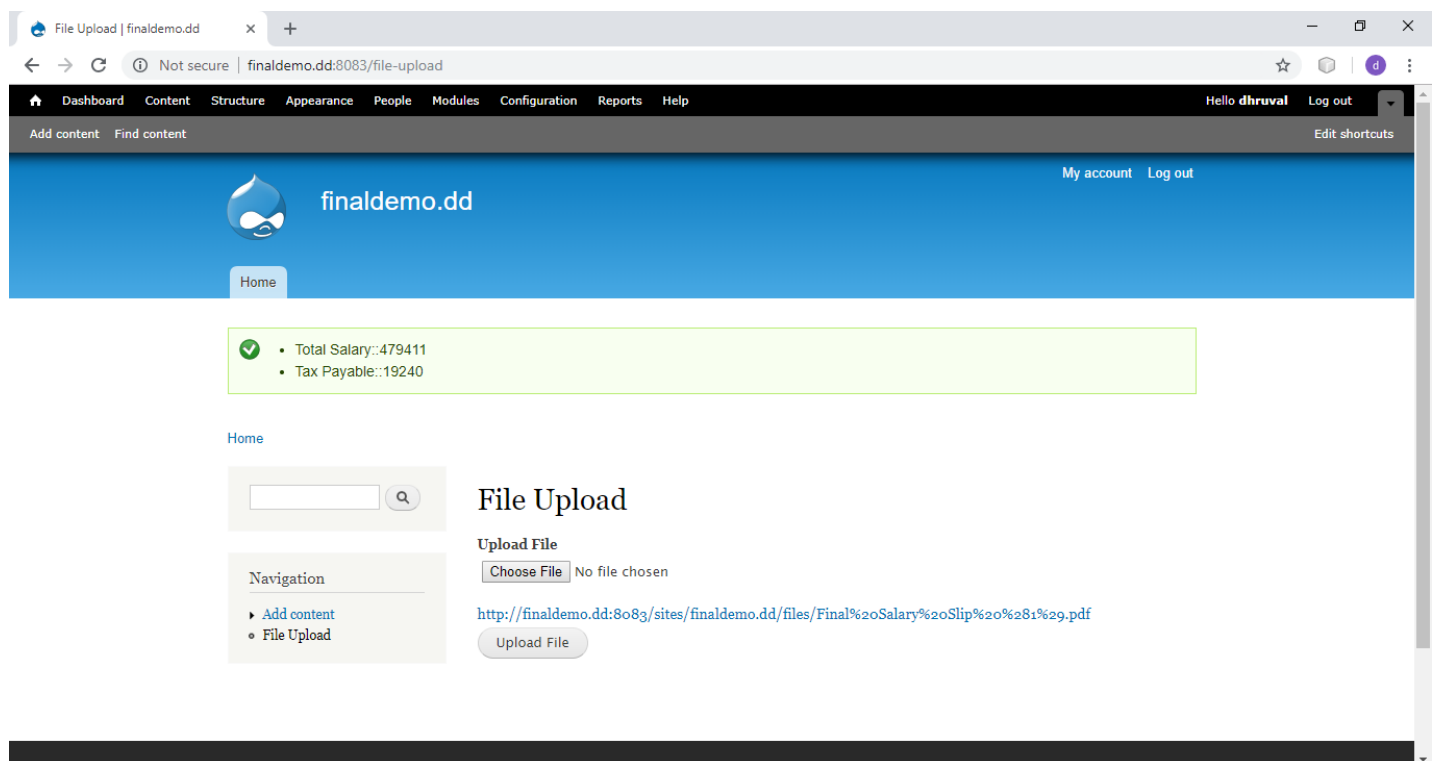 File Upload | finaldemo.dd
Not secure | finaldemo.dd:8083/file-upload
d
Dashboard Content Structure Appearance People Modules Configuration Reports Help Hello dhruval Log out
Add content Find content Edit shortcuts
My account Log out
finaldemo.dd
Home
• Total Salary::479411
• Tax Payable::19240
Home
File Upload
Upload File
Choose File No file chosen
http://finaldemo.dd:8083/sites/finaldemo.dd/files/Final%20Salary%20Slip%20%281%29.pdf
Upload File
Navigation
Add content
File Upload